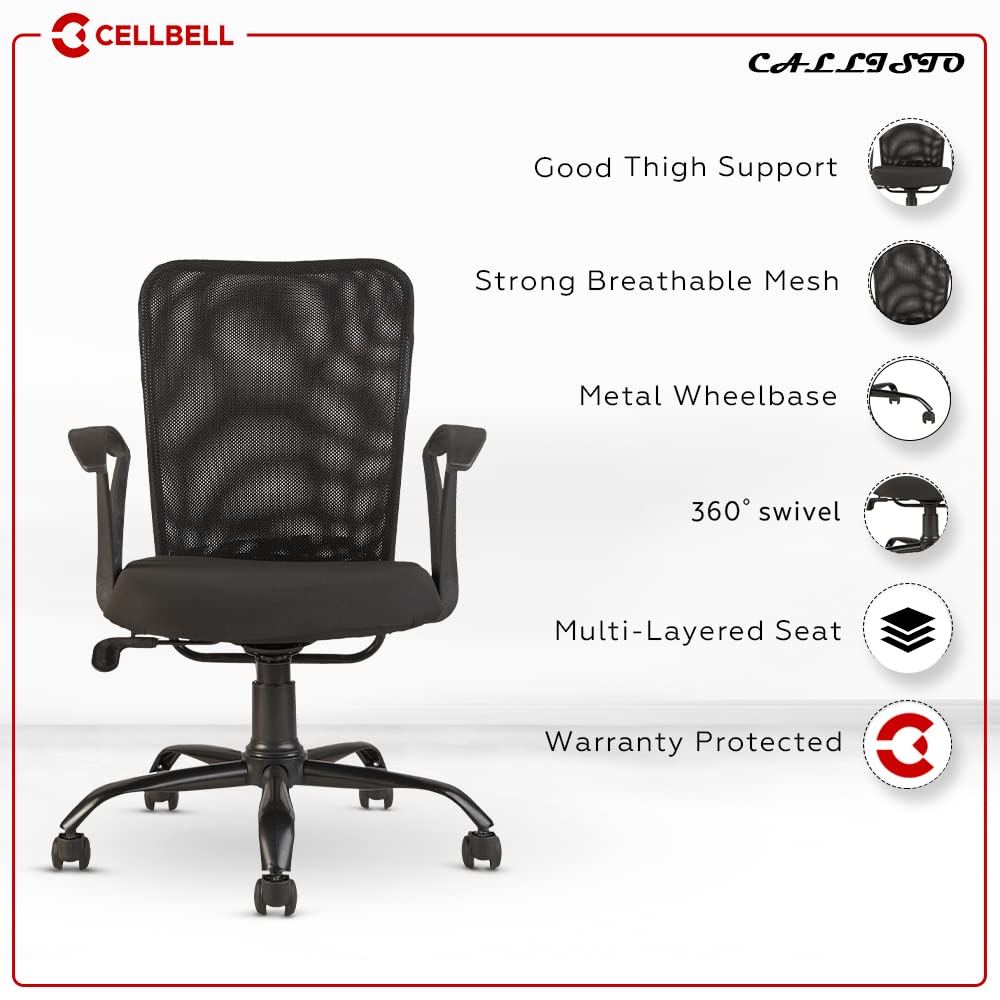 CELLBELL
CALLISTO
Good Thigh Support
Strong Breathable Mesh
Metal Wheelbase
360° swivel
Multi-Layered Seat
Warranty Protected